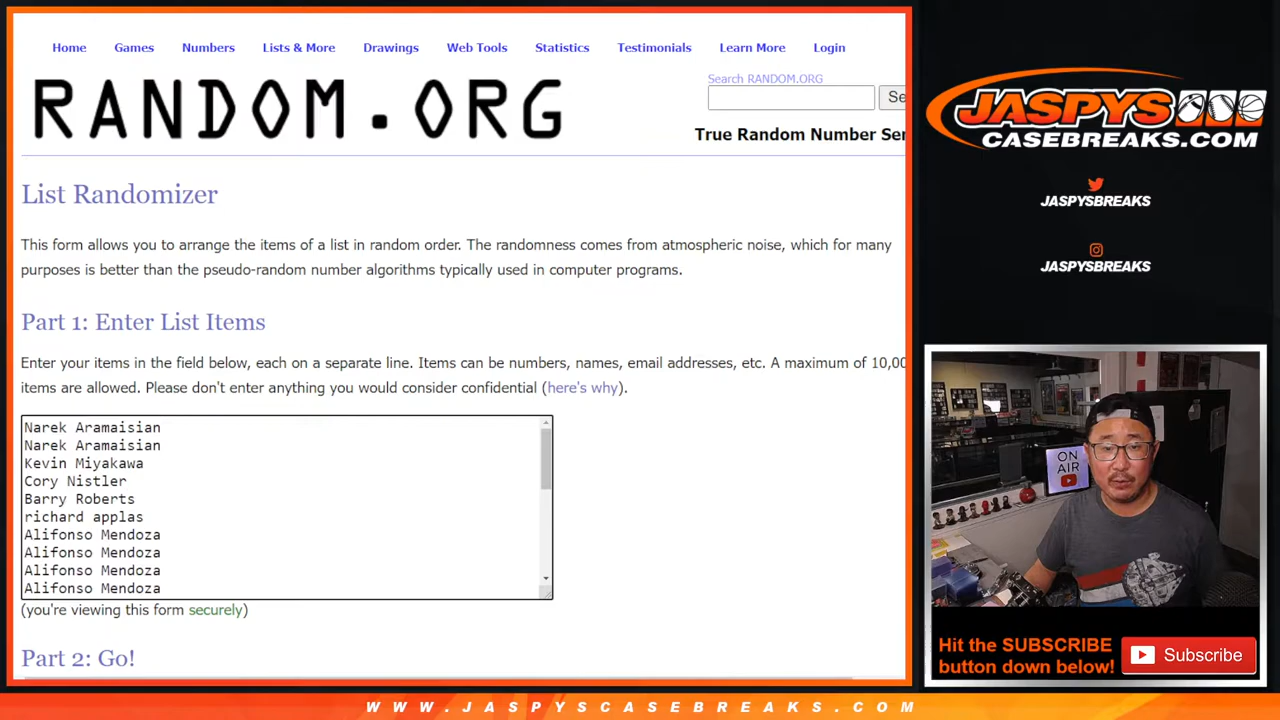 Home Games Numbers Lists & More Drawings Web Tools Statistics Testimonials Learn More Login
RANDOM.ORG
Search RANDOM.ORG
Se
True Random Number Ser
List Randomizer
This form allows you to arrange the items of a list in random order. The randomness comes from atmospheric noise, which for many
purposes is better than the pseudo-random number algorithms typically used in computer programs.
Part 1: Enter List Items
Enter your items in the field below, each on a separate line. Items can be numbers, names, email addresses, etc. A maximum of 10,00
items are allowed. Please don't enter anything you would consider confidential (here's why).
Narek Aramaisian
Narek Aramaisian
Kevin Miyakawa
Cory Nistler
Barry Roberts
richard applas
Alifonso Mendoza
Alifonso Mendoza
Alifonso Mendoza
Alifonso Mendoza
(you're viewing this form securely)
Part 2: Go!
JASPYS
CASEBREAKS.COM
JASPYSBREAKS
JASPYSBREAKS
ON
AIR
Hit the SUBSCRIBE
button down below!
Subscribe
WWW.JASPYSCASEBREAKS.COM